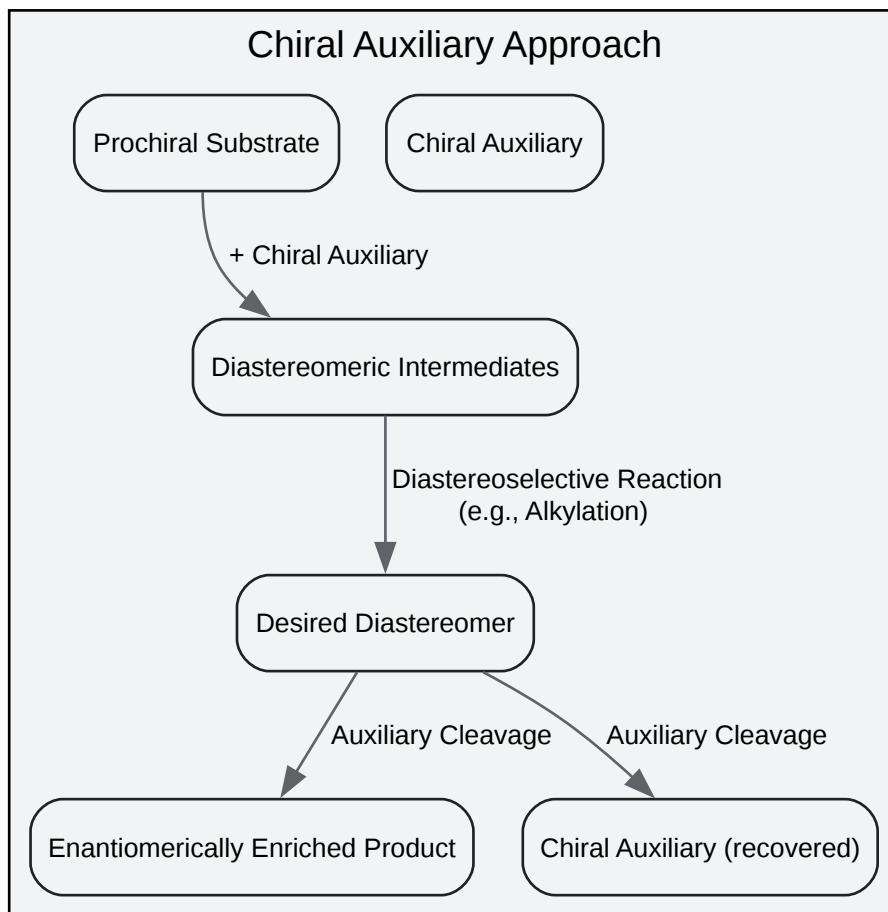 Chiral Auxiliary Approach
Prochiral Substrate
Chiral Auxiliary
+ Chiral Auxiliary
Diastereomeric Intermediates
Diastereoselective Reaction
(e.g., Alkylation)
Desired Diastereomer
Auxiliary Cleavage
Auxiliary Cleavage
Enantiomerically Enriched Product
Chiral Auxiliary (recovered)